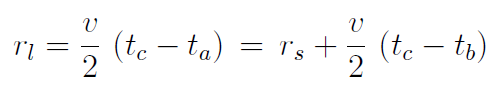 r_l = \frac{v}{2} (t_c − t_a) = r_s + \frac{v}{2} (t_c − t_b)